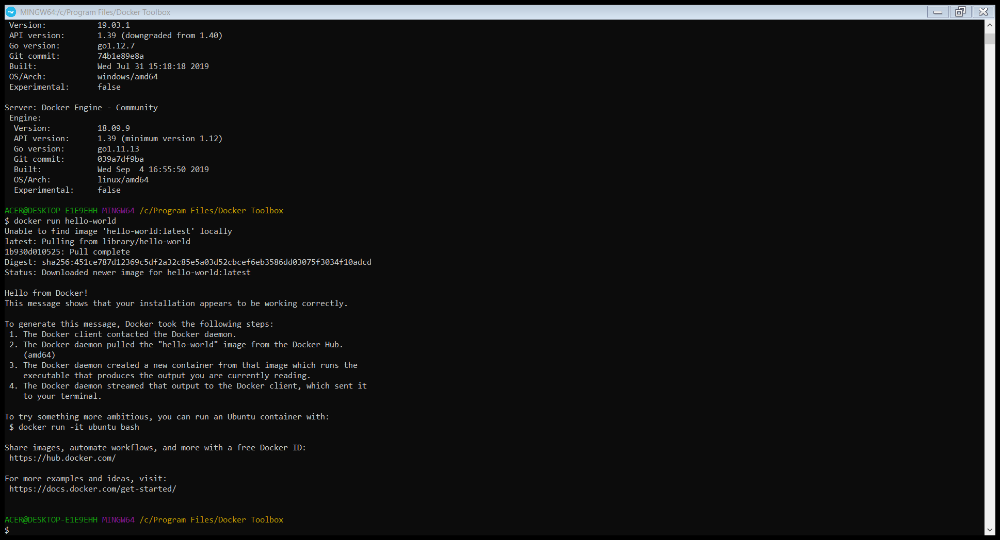 MINGW64:/c/Program Files/Docker Toolbox
Version: 19.03.1
API version: 1.39 (downgraded from 1.40)
Go version: go1.12.7
Git commit: 74b1e89e8a
Built: Wed Jul 31 15:18:18 2019
OS/Arch: windows/amd64
Experimental: false
Server: Docker Engine - Community
Engine:
Version: 18.09.9
API version: 1.39 (minimum version 1.12)
Go version: go1.11.13
Git commit: 039a7df9ba
Built: Wed Sep  4 16:55:50 2019
OS/Arch: linux/amd64
Experimental: false
ACER@DESKTOP-E1E9EHH MINGW64 /c/Program Files/Docker Toolbox
$ docker run hello-world
Unable to find image 'hello-world:latest' locally
latest: Pulling from library/hello-world
1b930d010525: Pull complete
Digest: sha256:451ce787d12369c5df2a32c85e5a03d52cbcef6eb3586dd03075f3034f10adcd
Status: Downloaded newer image for hello-world:latest
Hello from Docker!
This message shows that your installation appears to be working correctly.
To generate this message, Docker took the following steps:
1. The Docker client contacted the Docker daemon.
2. The Docker daemon pulled the "hello-world" image from the Docker Hub.
(amd64)
3. The Docker daemon created a new container from that image which runs the
executable that produces the output you are currently reading.
4. The Docker daemon streamed that output to the Docker client, which sent it
to your terminal.
To try something more ambitious, you can run an Ubuntu container with:
$ docker run -it ubuntu bash
Share images, automate workflows, and more with a free Docker ID:
https://hub.docker.com/
For more examples and ideas, visit:
https://docs.docker.com/get-started/
ACER@DESKTOP-E1E9EHH MINGW64 /c/Program Files/Docker Toolbox
$